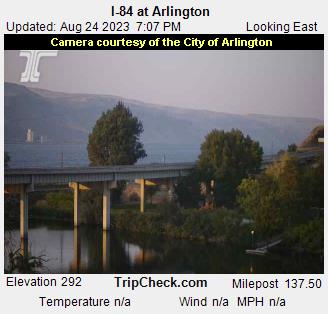 I-84 at Arlington
Updated: Aug 24 2023 7:07 PM Looking East
Camera courtesy of the City of Arlington
Elevation 292 TripCheck.com Milepost 137.50
Temperature n/a Wind n/a MPH n/a